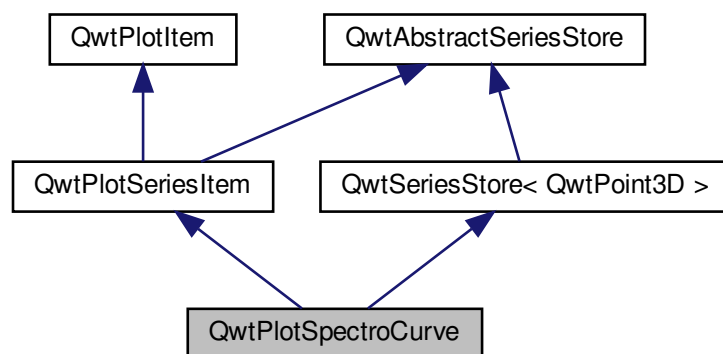 QwtPlotItem
QwtAbstractSeriesStore
QwtPlotSeriesItem
QwtSeriesStore< QwtPoint3D >
QwtPlotSpectroCurve